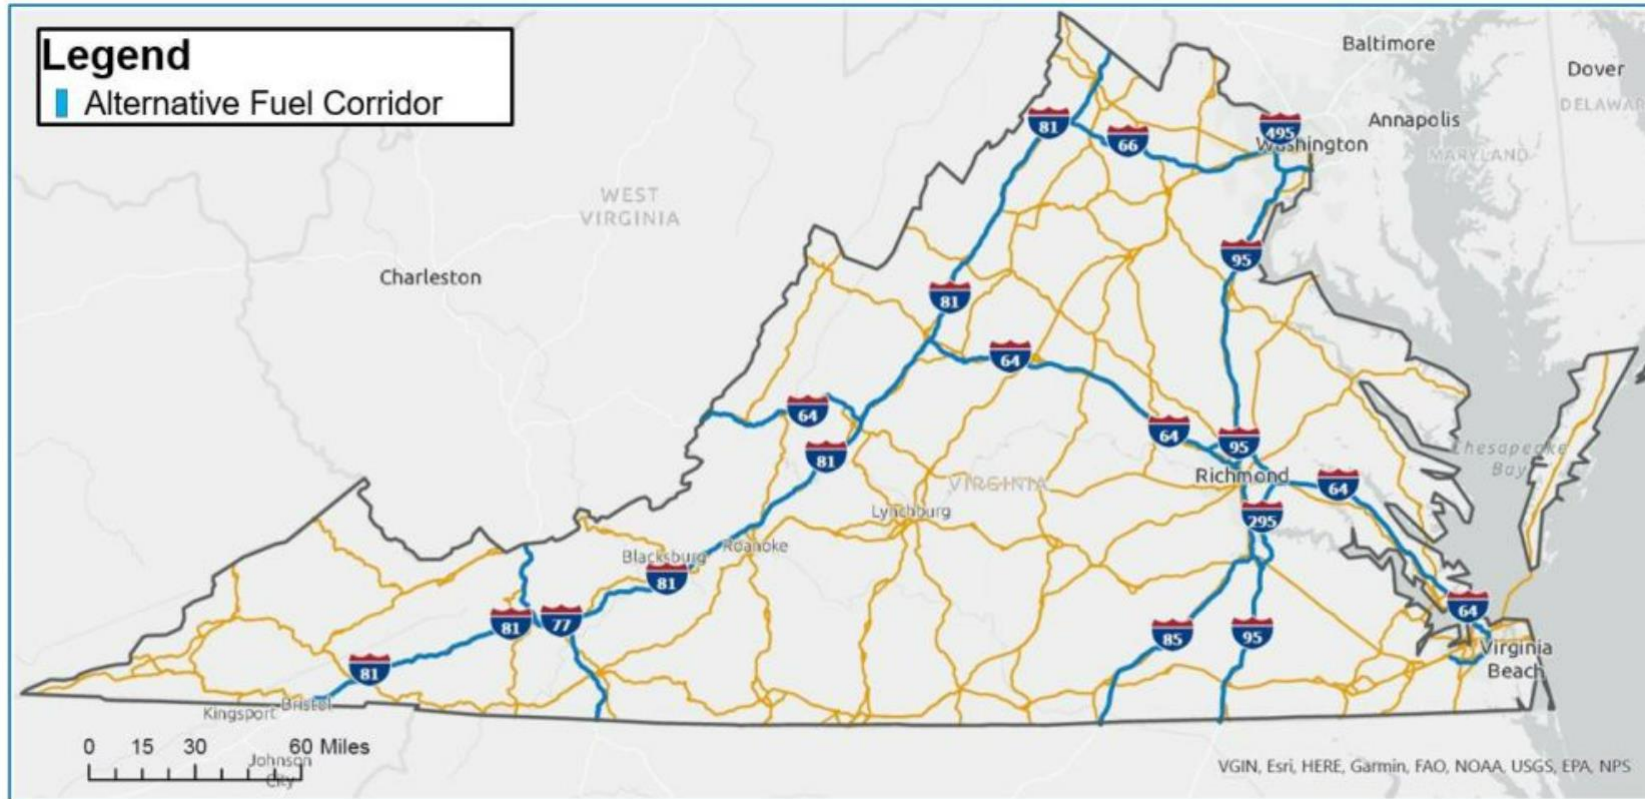 Legend
Alternative Fuel Corridor
Baltimore
Dover
DELAWAR
Annapolis
81
495
66
Washington
MARYLAND
WEST
VIRGINIA
95
Charleston
81
64
64
64
95
81
Chesapeake
Bay
Richmond
64
VIRGINIA
Lynchburg
295
Blacksburg
Roanoke
81
64
81
77
85
95
Virginia
Beach
81
Kingsport
Bristol
0 15 30 60 Miles
Johnson
City
VGIN, Esri, HERE, Garmin, FAO, NOAA, USGS, EPA, NPS